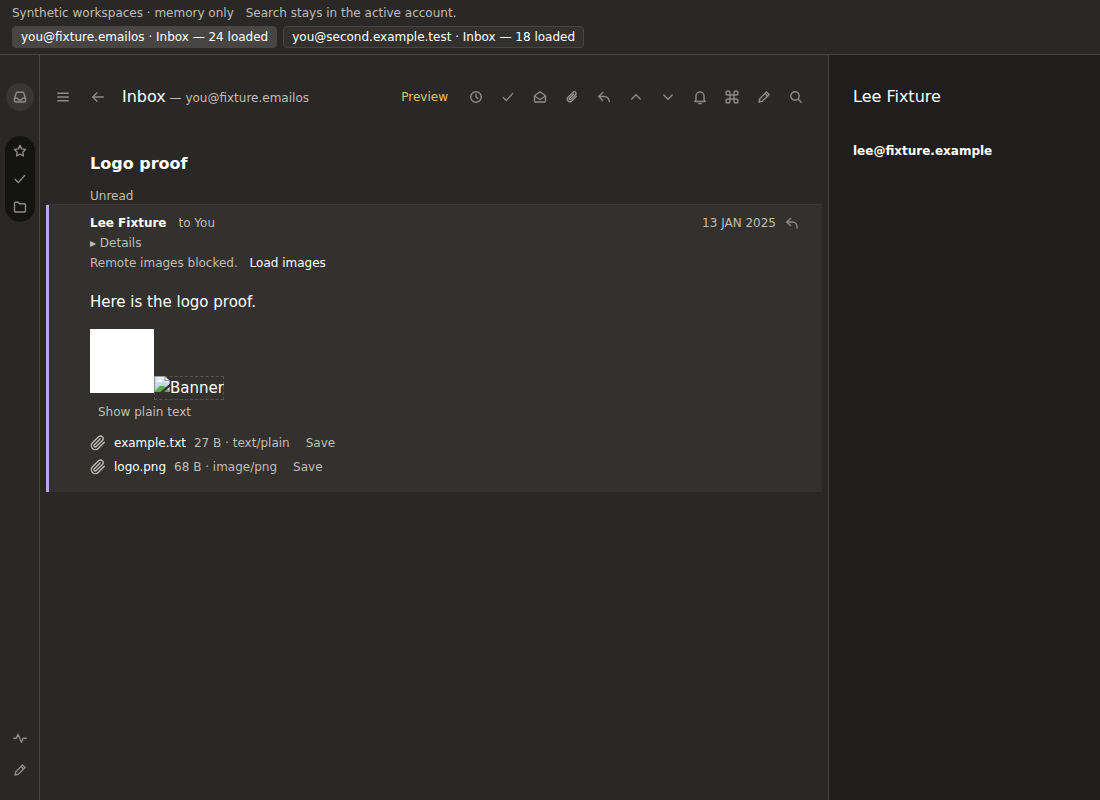 Synthetic workspaces · memory only Search stays in the active account.
you@fixture.emailos · Inbox — 24 loaded you@second.example.test · Inbox — 18 loaded
Inbox — you@fixture.emailos Preview
Lee Fixture
lee@fixture.example
Logo proof
Unread
Lee Fixture to You 13 JAN 2025
▸ Details
Remote images blocked. Load images
Here is the logo proof.
Banner
Show plain text
example.txt 27 B · text/plain Save
logo.png 68 B · image/png Save